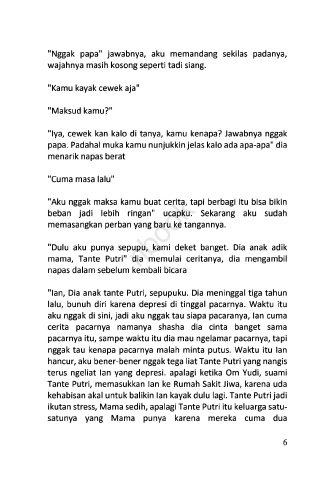 "Nggak papa" jawabnya, aku memandang sekilas padanya,
wajahnya masih kosong seperti tadi siang.
"Kamu kayak cewek aja"
"Maksud kamu?"
"Iya, cewek kan kalo di tanya, kamu kenapa? Jawabnya nggak
papa. Padahal muka kamu nunjukkin jelas kalo ada apa-apa" dia
menarik napas berat
"Cuma masa lalu"
"Aku nggak maksa kamu buat cerita, tapi berbagi itu bisa bikin
beban jadi lebih ringan" ucapku. Sekarang aku sudah
memasangkan perban yang baru ke tangannya.
"Dulu aku punya sepupu, kami deket banget. Dia anak adik
mama, Tante Putri" dia memulai ceritanya, dia mengambil
napas dalam sebelum kembali bicara
"Ian, Dia anak tante Putri, sepupuku. Dia meninggal tiga tahun
lalu, bunuh diri karena depresi di tinggal pacarnya. Waktu itu
aku nggak di sini, jadi aku nggak tau siapa pacaranya, Ian cuma
cerita pacarnya namanya shasha dia cinta banget sama
pacarnya itu, sampe waktu itu dia mau ngelamar pacarnya, tapi
nggak tau kenapa pacarnya malah minta putus. Waktu itu Ian
hancur, aku bener-bener nggak tega liat Tante Putri yang nangis
terus ngeliat Ian yang depresi. apalagi ketika Om Yudi, suami
Tante Putri, memasukkan Ian ke Rumah Sakit Jiwa, karena uda
kehabisan akal untuk balikin Ian kayak dulu lagi. Tante Putri jadi
ikutan stress, Mama sedih, apalagi Tante Putri itu keluarga satu-
satunya yang Mama punya karena mereka cuma dua
6